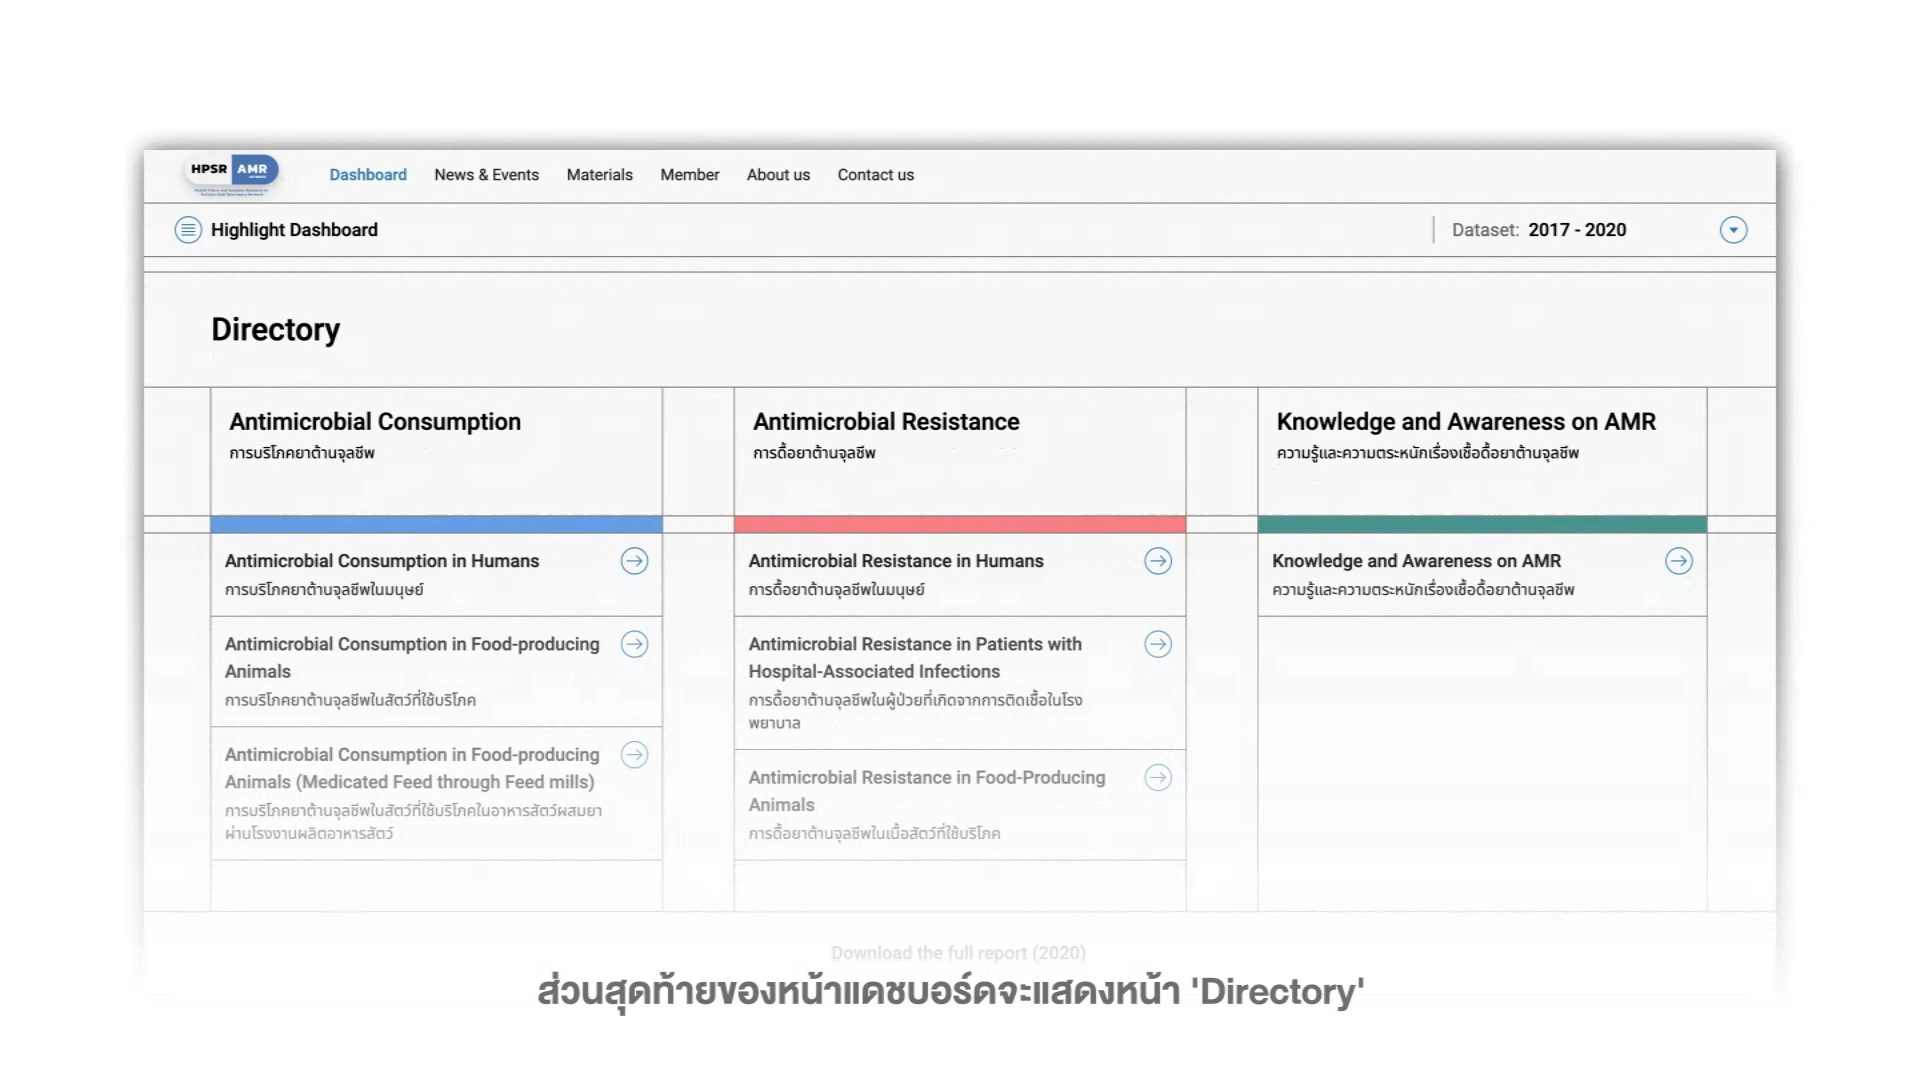 HPSR AMR
Dashboard News & Events Materials Member About us Contact us
Highlight Dashboard
Dataset: 2017 - 2020
Directory
Antimicrobial Consumption
การบริโภคยาต้านจุลชีพ
Antimicrobial Consumption in Humans
การบริโภคยาต้านจุลชีพในมนุษย์
Antimicrobial Consumption in Food-producing
Animals
การบริโภคยาต้านจุลชีพในสัตว์ที่ใช้บริโภค
Antimicrobial Consumption in Food-producing
Animals (Medicated Feed through Feed mills)
การบริโภคยาต้านจุลชีพในสัตว์ที่ใช้บริโภคในอาหารสัตว์ผสมยา
ผ่านโรงงานผลิตอาหารสัตว์
Antimicrobial Resistance
การดื้อยาต้านจุลชีพ
Antimicrobial Resistance in Humans
การดื้อยาต้านจุลชีพในมนุษย์
Antimicrobial Resistance in Patients with
Hospital-Associated Infections
การดื้อยาต้านจุลชีพในผู้ป่วยที่เกิดจากการติดเชื้อในโรง
พยาบาล
Antimicrobial Resistance in Food-Producing
Animals
การดื้อยาต้านจุลชีพในเนื้อสัตว์ที่ใช้บริโภค
Knowledge and Awareness on AMR
ความรู้และความตระหนักเรื่องเชื้อดื้อยาต้านจุลชีพ
Knowledge and Awareness on AMR
ความรู้และความตระหนักเรื่องเชื้อดื้อยาต้านจุลชีพ
Download the full report (2020)
ส่วนสุดท้ายของหน้าแดชบอร์ดจะแสดงหน้า 'Directory'